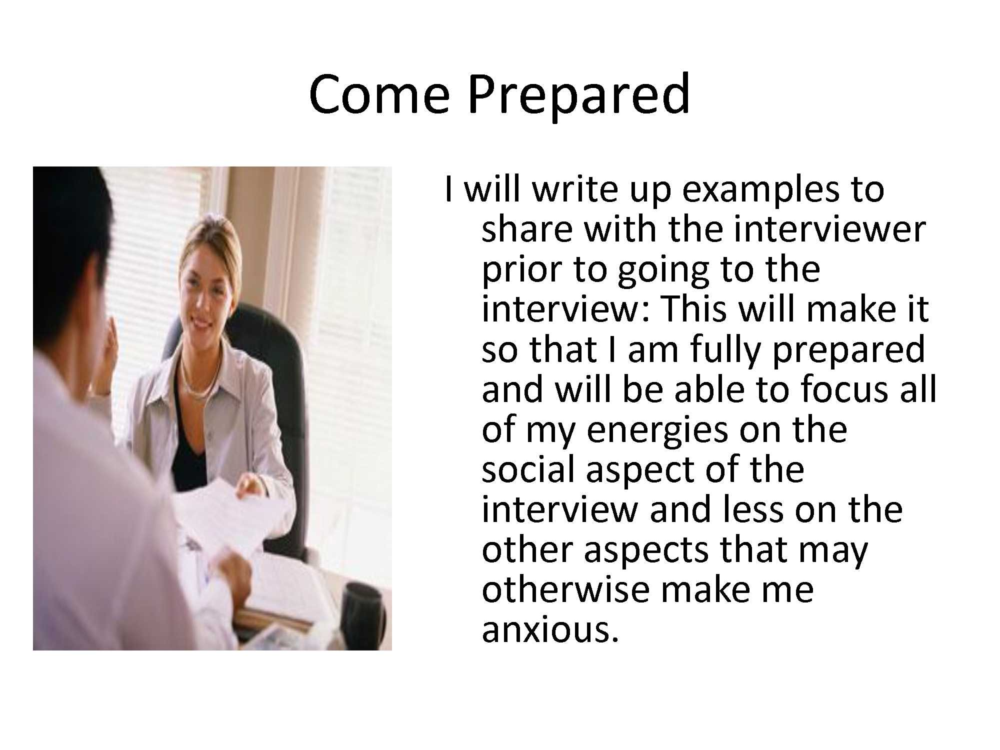 Come Prepared
I will write up examples to
share with the interviewer
prior to going to the
interview: This will make it
so that I am fully prepared
and will be able to focus all
of my energies on the
social aspect of the
interview and less on the
other aspects that may
otherwise make me
anxious.